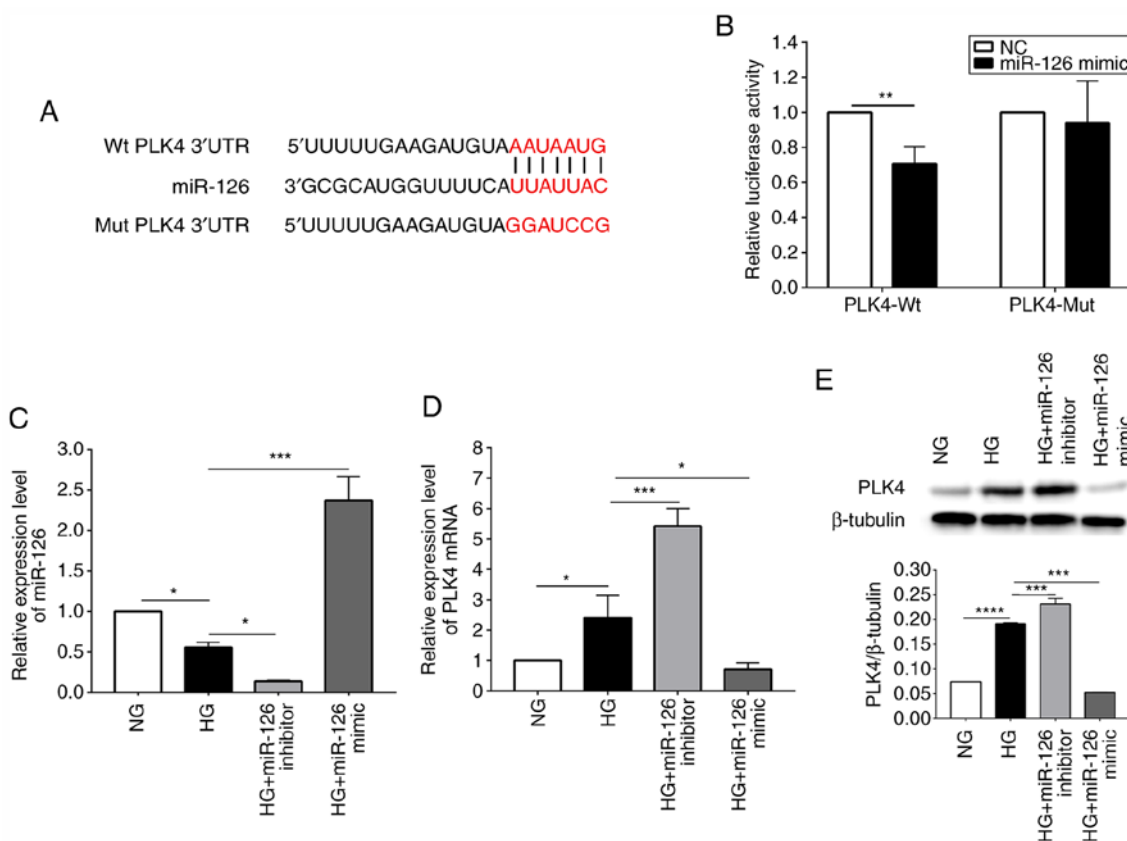 A
Wt PLK4 3′UTR 5′UUUUUGAAGAUGUAAAUAAUG
miR-126 3′GCGCAUGGUUUUCAUUAUUAC
Mut PLK4 3′UTR 5′UUUUUGAAGAUGUAGGAUCCG
B
NC
miR-126 mimic
Relative luciferase activity
1.4
1.2
1.0
0.8
0.6
0.4
0.2
0.0
**
PLK4-Wt
PLK4-Mut
C
Relative expression level
of miR-126
3.0
2.5
2.0
1.5
1.0
0.5
0.0
***
*
*
NG
HG
HG+miR-126
inhibitor
HG+miR-126
mimic
D
Relative expression level
of PLK4 mRNA
8
7
6
5
4
3
2
1
0
*
***
*
NG
HG
HG+miR-126
inhibitor
HG+miR-126
mimic
E
NG
HG
HG+miR-126
inhibitor
HG+miR-126
mimic
PLK4
β-tubulin
PLK4/β-tubulin
0.30
0.25
0.20
0.15
0.10
0.05
0.00
***
***
****
NG
HG
HG+miR-126
inhibitor
HG+miR-126
mimic